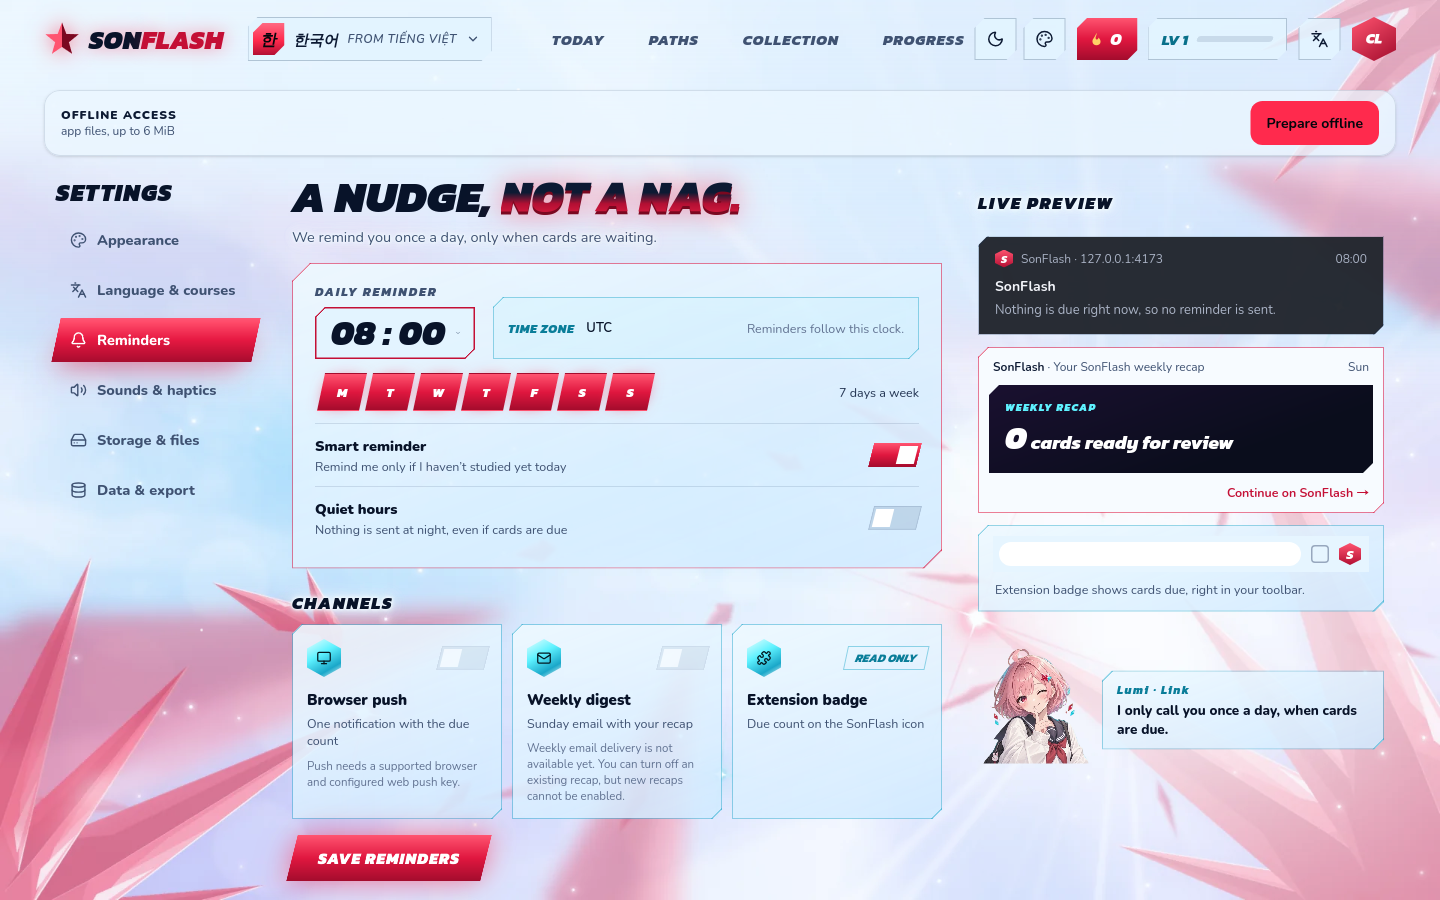 SONFLASH
한 한국어 FROM TIẾNG VIỆT
TODAY PATHS COLLECTION PROGRESS
0
LV 1
CL
OFFLINE ACCESS
app files, up to 6 MiB
Prepare offline
SETTINGS
Appearance
Language & courses
Reminders
Sounds & haptics
Storage & files
Data & export
A NUDGE, NOT A NAG.
We remind you once a day, only when cards are waiting.
DAILY REMINDER
08 : 00
TIME ZONE UTC Reminders follow this clock.
M T W T F S S
7 days a week
Smart reminder
Remind me only if I haven't studied yet today
Quiet hours
Nothing is sent at night, even if cards are due
CHANNELS
Browser push
One notification with the due
count
Push needs a supported browser
and configured web push key.
Weekly digest
Sunday email with your recap
Weekly email delivery is not
available yet. You can turn off an
existing recap, but new recaps
cannot be enabled.
READ ONLY
Extension badge
Due count on the SonFlash icon
SAVE REMINDERS
LIVE PREVIEW
S SonFlash · 127.0.0.1:4173 08:00
SonFlash
Nothing is due right now, so no reminder is sent.
SonFlash · Your SonFlash weekly recap Sun
WEEKLY RECAP
0 cards ready for review
Continue on SonFlash →
S
Extension badge shows cards due, right in your toolbar.
Lumi · Link
I only call you once a day, when cards
are due.